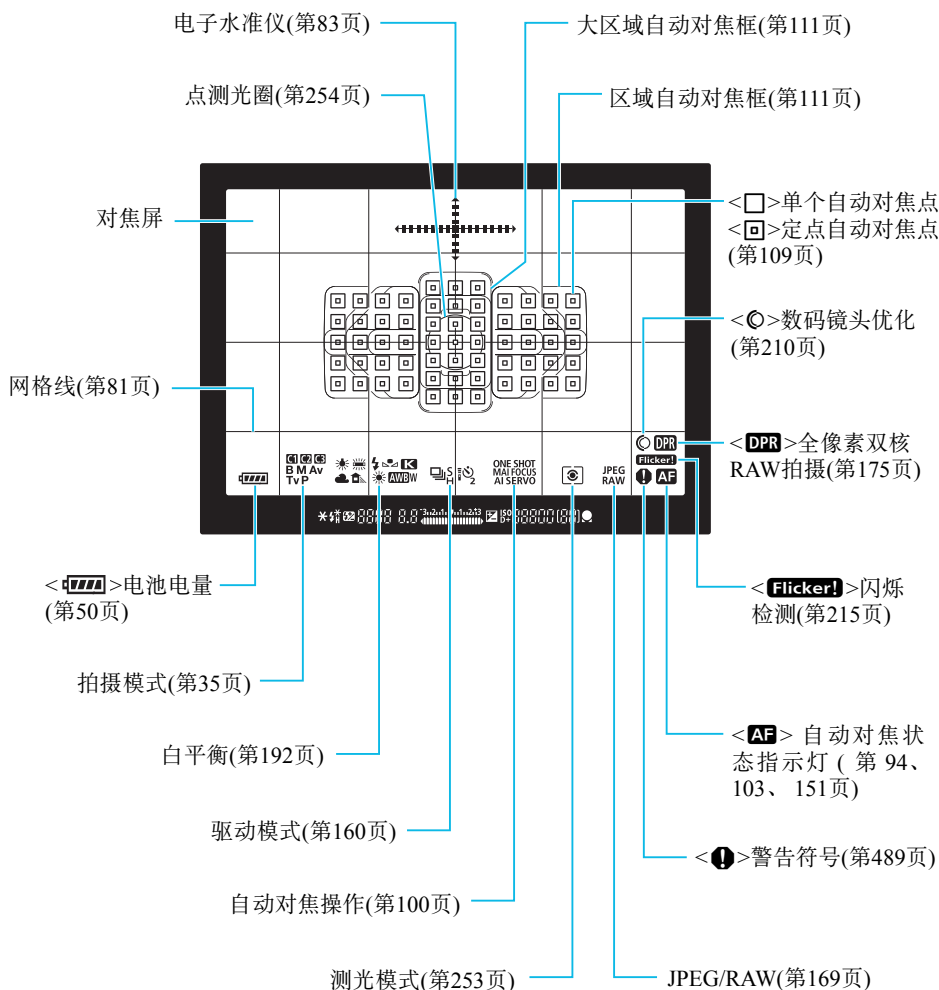 电子水准仪(第83页)
大区域自动对焦框(第111页)
点测光圈(第254页)
区域自动对焦框(第111页)
对焦屏
<□>单个自动对焦点
<回>定点自动对焦点
(第109页)
<>数码镜头优化
(第210页)
网格线(第81页)
<DPR>全像素双核
RAW拍摄(第175页)
C1 C2 C3
B M Av
Tv P
K
AWB W
S
H
2
ONE SHOT
MAI FOCUS
AI SERVO
JPEG
RAW
DPR
Flicker!
AF
<>电池电量
(第50页)
<Flicker!>闪烁
检测(第215页)
拍摄模式(第35页)
<AF> 自动对焦状
态指示灯 ( 第 94、
103、 151页)
白平衡(第192页)
驱动模式(第160页)
<!>警告符号(第489页)
自动对焦操作(第100页)
测光模式(第253页)
JPEG/RAW(第169页)